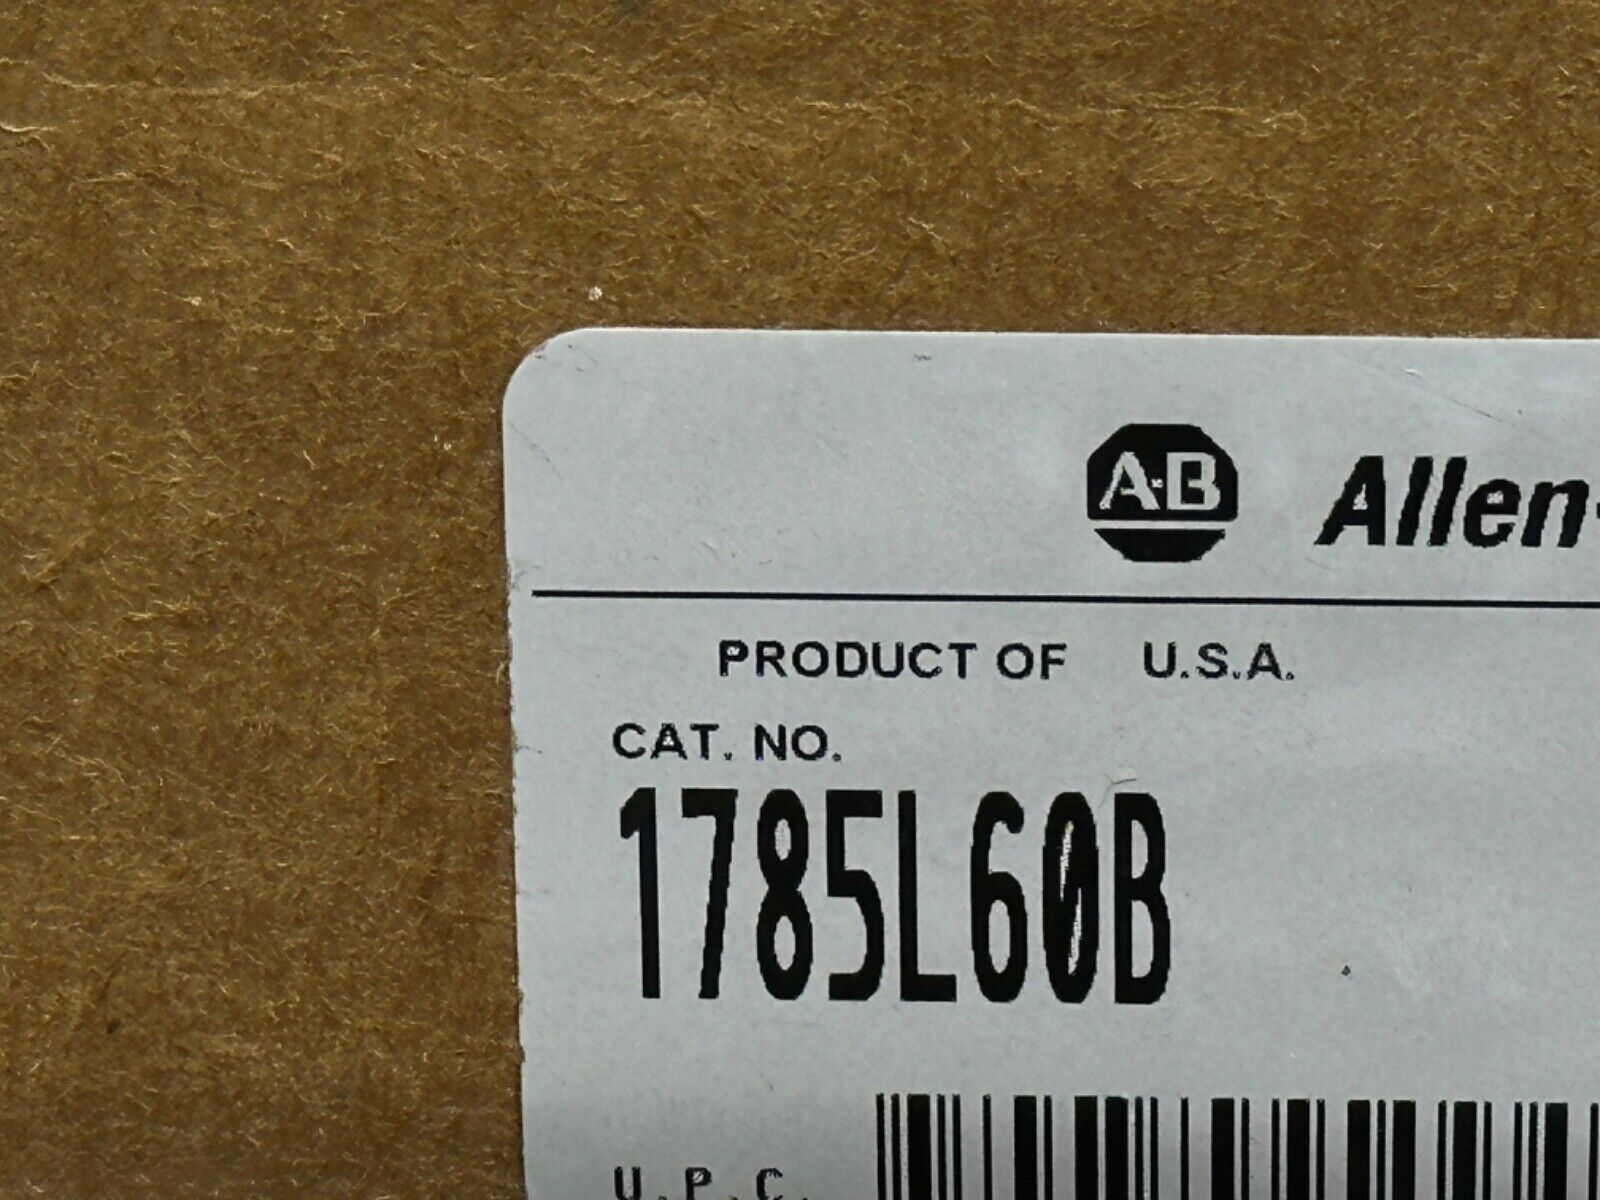 A-B Allen-
PRODUCT OF U.S.A.
CAT. NO.
1785L60B
U.P.C.